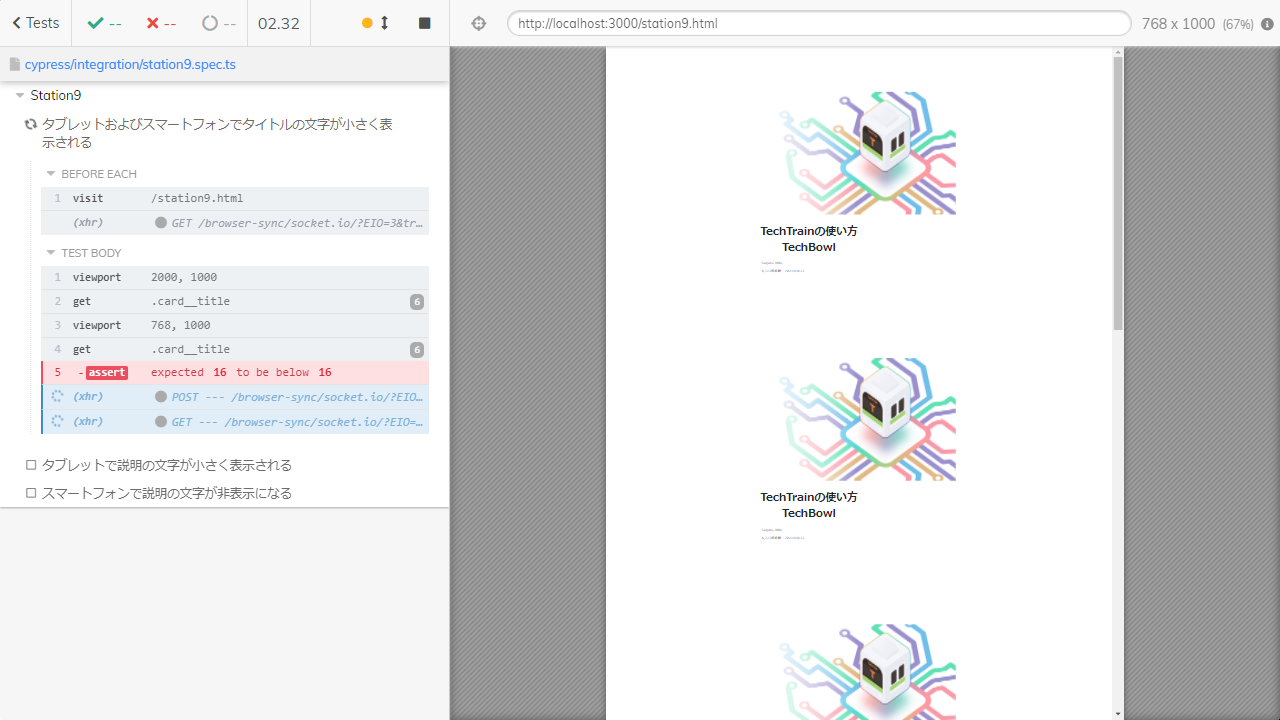 Tests
--
--
--
02.32
http://localhost:3000/station9.html
768 x 1000 (67%)
cypress/integration/station9.spec.ts
Station9
タブレットおよびスマートフォンでタイトルの文字が小さく表
示される
BEFORE EACH
1 visit /station9.html
(xhr) GET /browser-sync/socket.io/?EIO=3&tr…
TEST BODY
1 viewport 2000, 1000
2 get .card__title 6
3 viewport 768, 1000
4 get .card__title 6
5 -assert expected 16 to be below 16
(xhr) POST --- /browser-sync/socket.io/?EIO…
(xhr) GET --- /browser-sync/socket.io/?EIO=…
タブレットで説明の文字が小さく表示される
スマートフォンで説明の文字が非表示になる
TechTrainの使い方
TechBowl
TechTrainの使い方
TechBowl